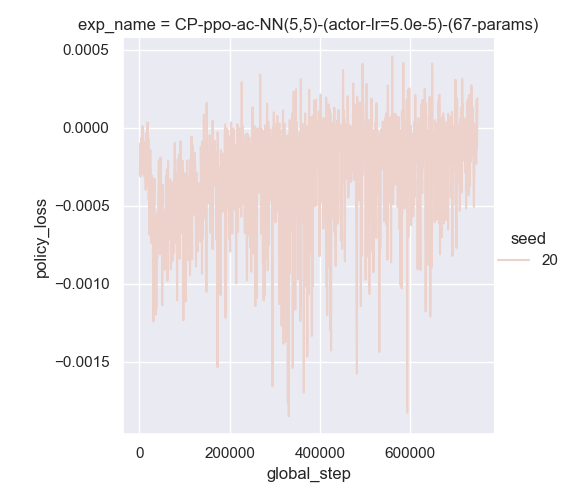 exp_name = CP-ppo-ac-NN(5,5)-(actor-lr=5.0e-5)-(67-params)
0.0005
0.0000
−0.0005
−0.0010
−0.0015
policy_loss
seed
20
0
200000
400000
600000
global_step